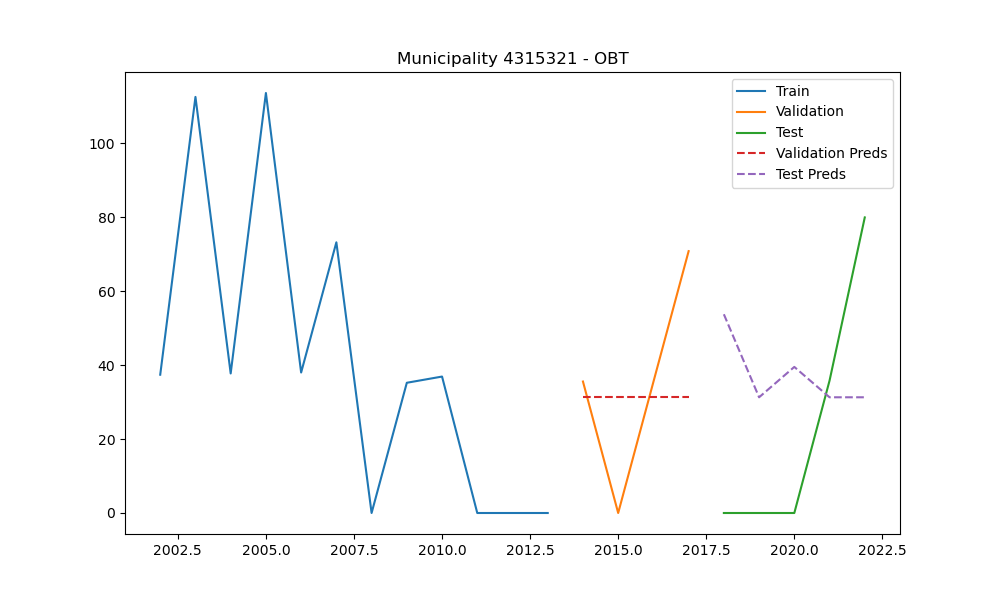 Municipality 4315321 - OBT
Train
Validation
Test
Validation Preds
Test Preds
100
80
60
40
20
0
2002.5 2005.0 2007.5 2010.0 2012.5 2015.0 2017.5 2020.0 2022.5